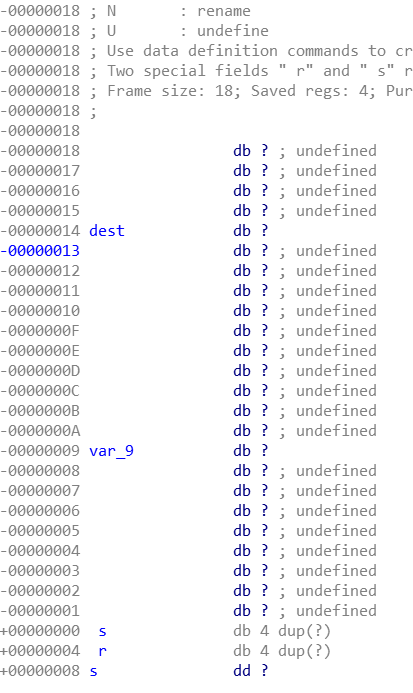 -00000018 ; N       : rename
-00000018 ; U       : undefine
-00000018 ; Use data definition commands to cr
-00000018 ; Two special fields " r" and " s" r
-00000018 ; Frame size: 18; Saved regs: 4; Pur
-00000018 ;
-00000018
-00000018                 db ? ; undefined
-00000017                 db ? ; undefined
-00000016                 db ? ; undefined
-00000015                 db ? ; undefined
-00000014 dest            db ?
-00000013                 db ? ; undefined
-00000012                 db ? ; undefined
-00000011                 db ? ; undefined
-00000010                 db ? ; undefined
-0000000F                 db ? ; undefined
-0000000E                 db ? ; undefined
-0000000D                 db ? ; undefined
-0000000C                 db ? ; undefined
-0000000B                 db ? ; undefined
-0000000A                 db ? ; undefined
-00000009 var_9           db ?
-00000008                 db ? ; undefined
-00000007                 db ? ; undefined
-00000006                 db ? ; undefined
-00000005                 db ? ; undefined
-00000004                 db ? ; undefined
-00000003                 db ? ; undefined
-00000002                 db ? ; undefined
-00000001                 db ? ; undefined
+00000000  s              db 4 dup(?)
+00000004  r              db 4 dup(?)
+00000008 s               dd ?